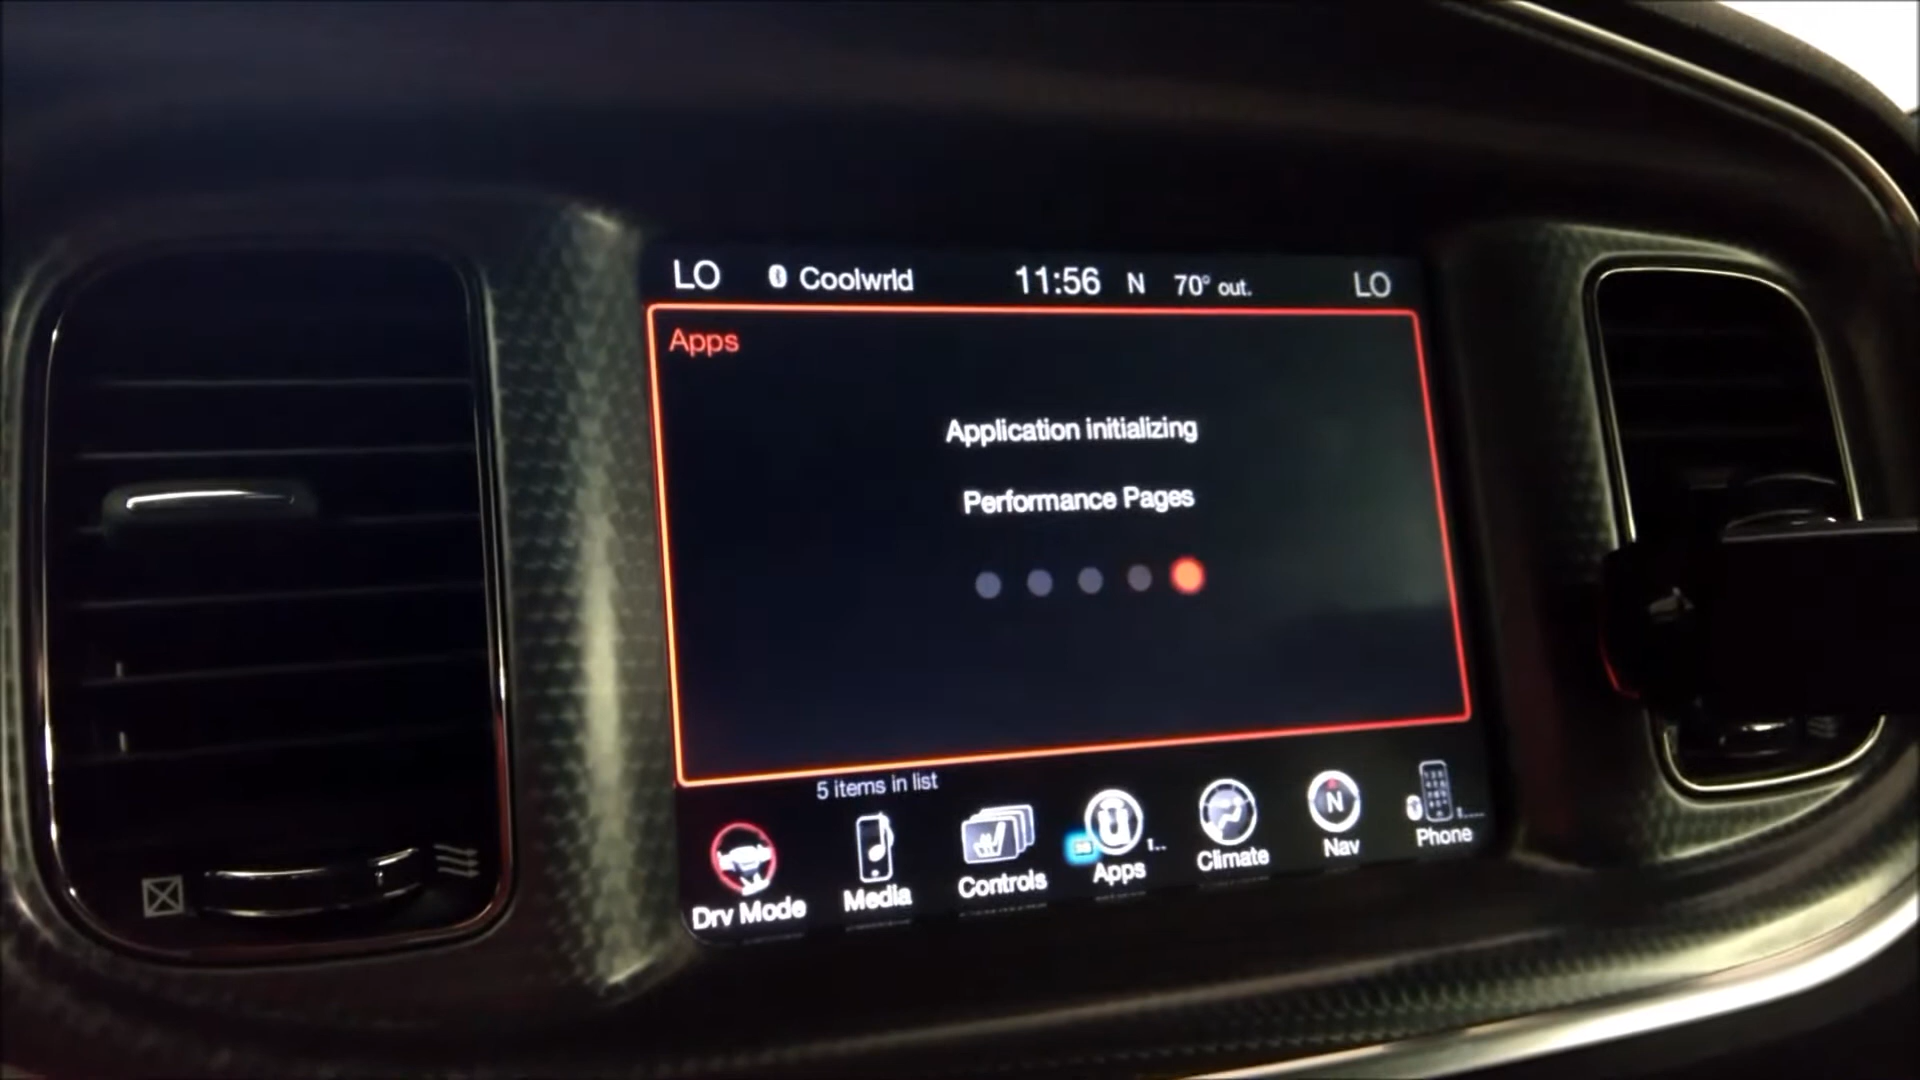 LO Coolwrld 11:56 N 70° out. LO
Apps
Application initializing
Performance Pages
5 items in list
Drv Mode Media Controls Apps Climate Nav Phone
N